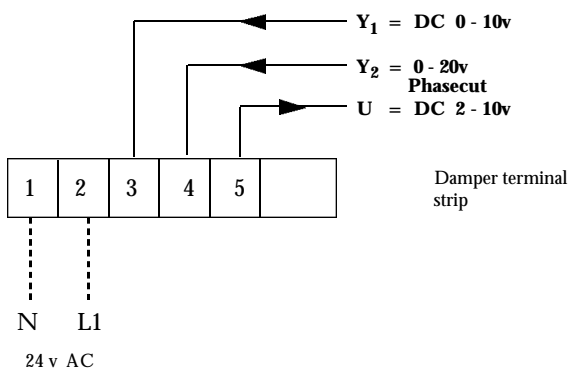 Y1 = DC 0 - 10v
Y2 = 0 - 20v
Phasecut
U = DC 2 - 10v
1 2 3 4 5
Damper terminal
strip
N L1
24 v AC